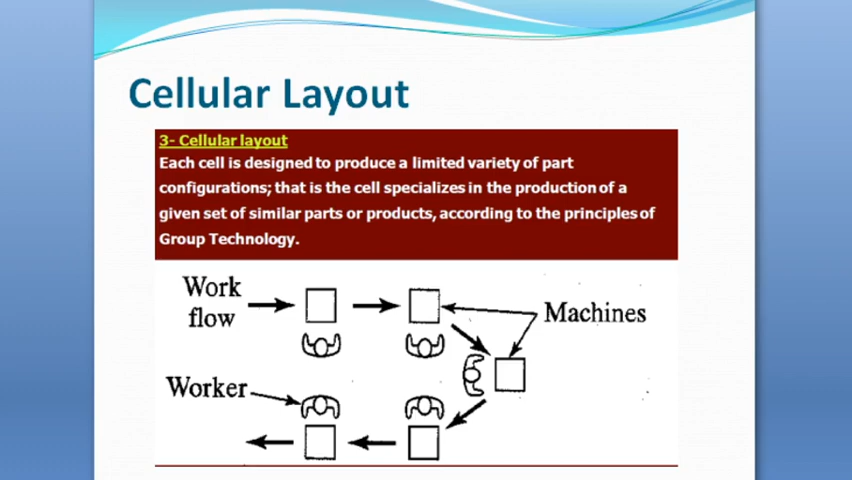 Cellular Layout
3- Cellular layout
Each cell is designed to produce a limited variety of part
configurations; that is the cell specializes in the production of a
given set of similar parts or products, according to the principles of
Group Technology.
Work
flow
Machines
Worker